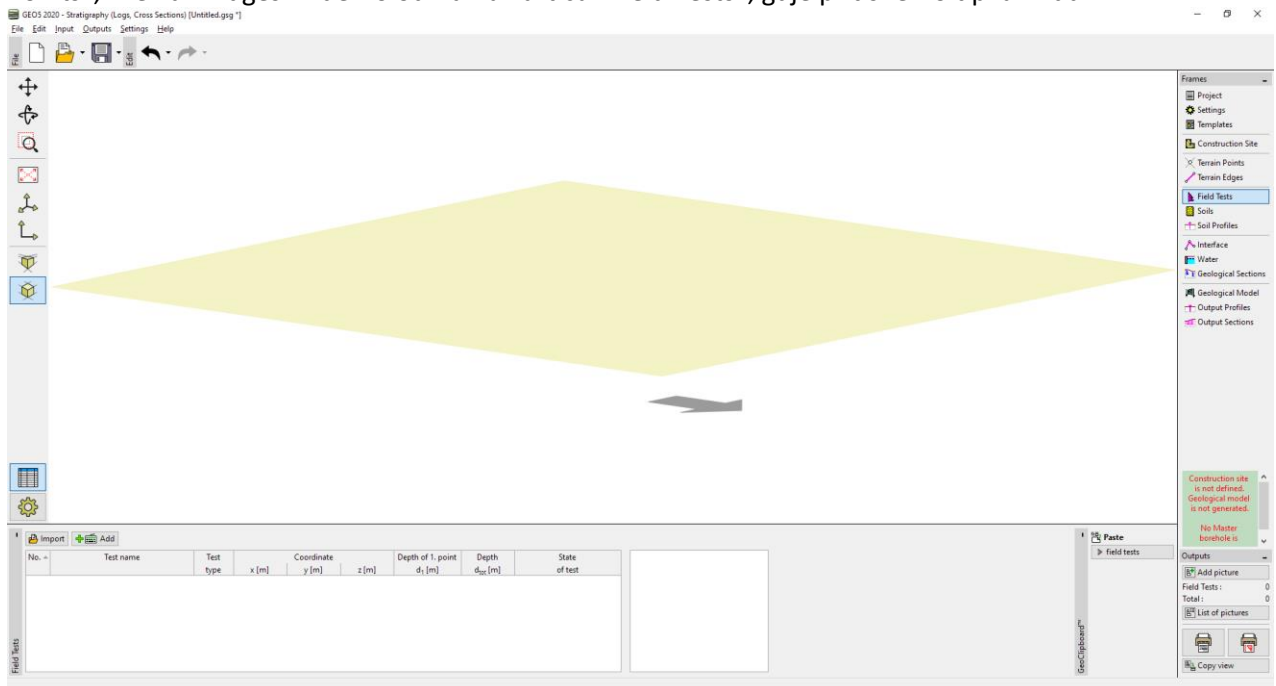 GEO5 2020 - Stratigraphy (Logs, Cross Sections) [Untitled.gsg *]
File Edit Input Outputs Settings Help
File
Edit
Frames
Project
Settings
Templates
Construction Site
Terrain Points
Terrain Edges
Field Tests
Soils
Soil Profiles
Interface
Water
Geological Sections
Geological Model
Output Profiles
Output Sections
Construction site
is not defined.
Geological model
is not generated.
No Master
borehole is
Import Add
No. Test name Test type Coordinate x [m] y [m] z [m] Depth of 1. point d1 [m] Depth dtot [m] State of test
Field Tests
GeoClipboard™
Paste
field tests
Outputs
Add picture
Field Tests : 0
Total : 0
List of pictures
Copy view